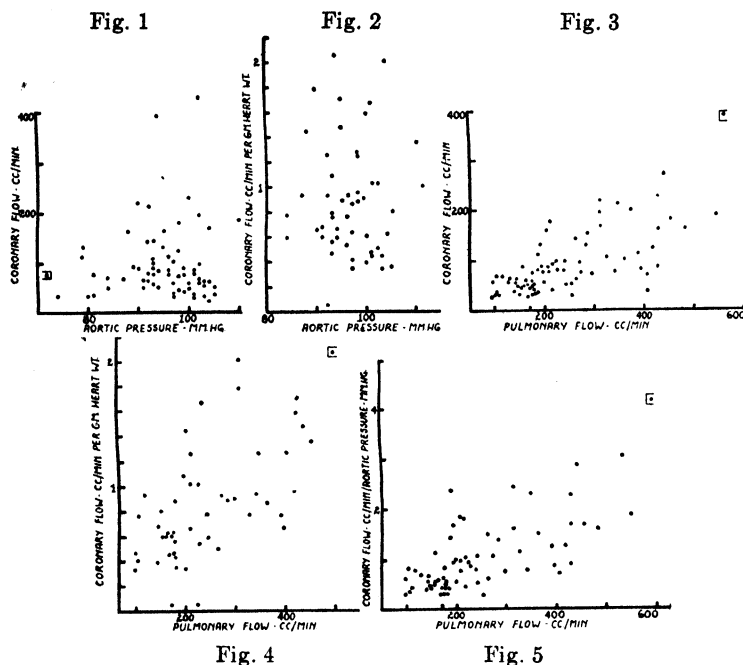 Fig. 1
Fig. 2
Fig. 3
CORONARY FLOW · CC/MIN.
400
200
80
100
AORTIC PRESSURE · MM.HG
CORONARY FLOW · CC/MIN PER GM HEART WT.
2
1
80
100
AORTIC PRESSURE · MM.HG
CORONARY FLOW · CC/MIN
400
200
200
400
600
PULMONARY FLOW · CC/MIN
CORONARY FLOW · CC/MIN PER GM. HEART WT.
2
1
200
400
PULMONARY FLOW · CC/MIN
CORONARY FLOW · CC/MIN/AORTIC PRESSURE · MM.HG.
4
2
200
400
600
PULMONARY FLOW · CC/MIN
Fig. 4
Fig. 5